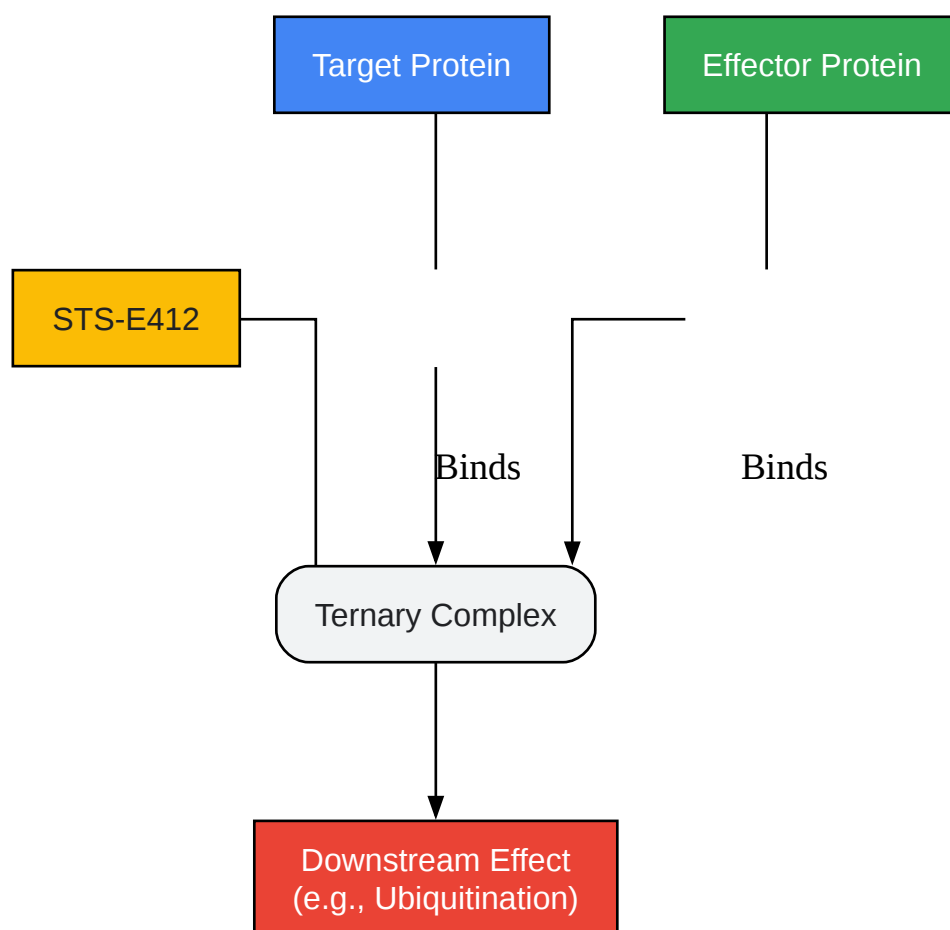 Target Protein
Effector Protein
STS-E412
Binds
Binds
Ternary Complex
Downstream Effect
(e.g., Ubiquitination)